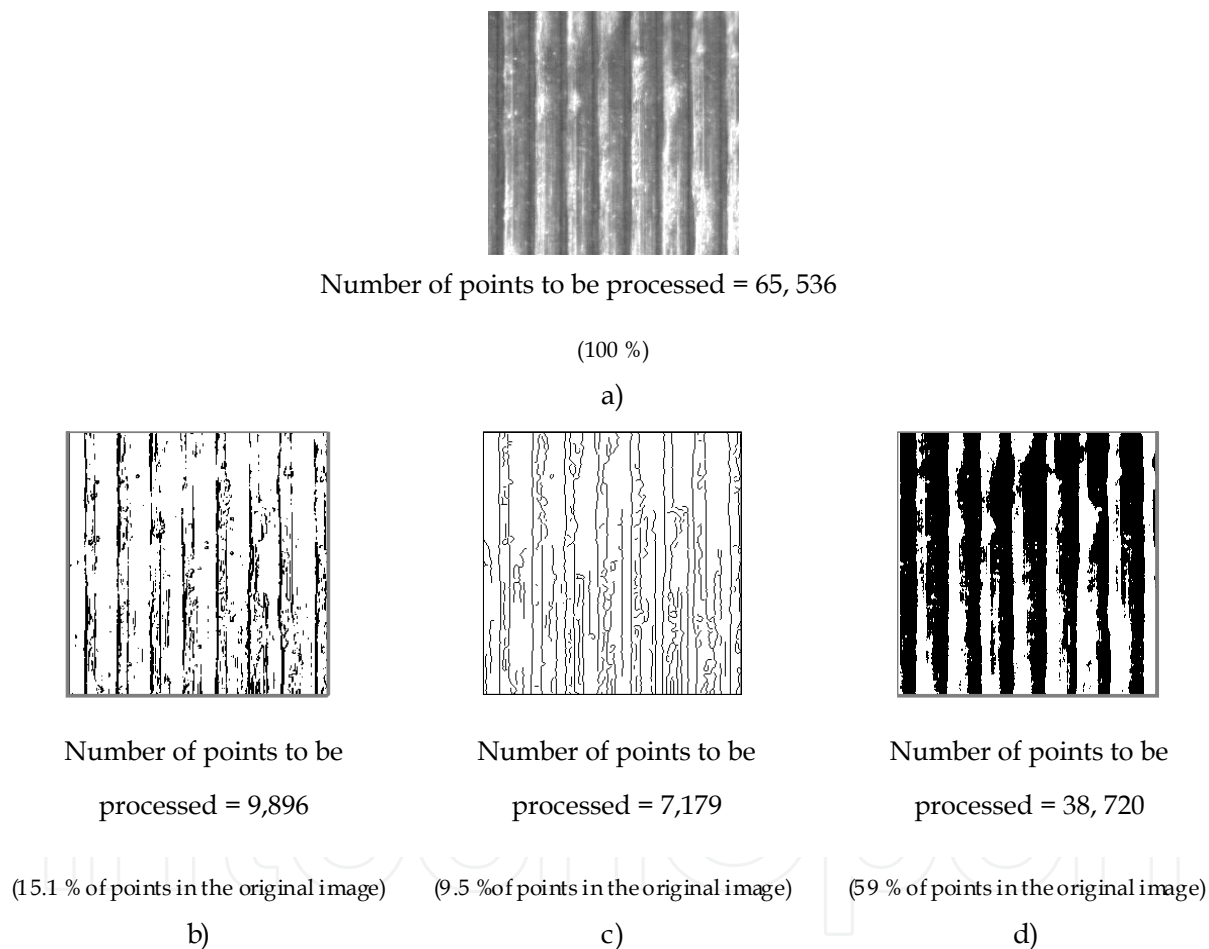 Number of points to be processed = 65, 536
(100 %)
a)
Number of points to be
processed = 9,896
(15.1 % of points in the original image)
b)
Number of points to be
processed = 7,179
(9.5 %of points in the original image)
c)
Number of points to be
processed = 38, 720
(59 % of points in the original image)
d)